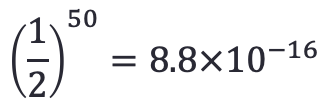 (1/2)⁵⁰ = 8.8×10⁻¹⁶